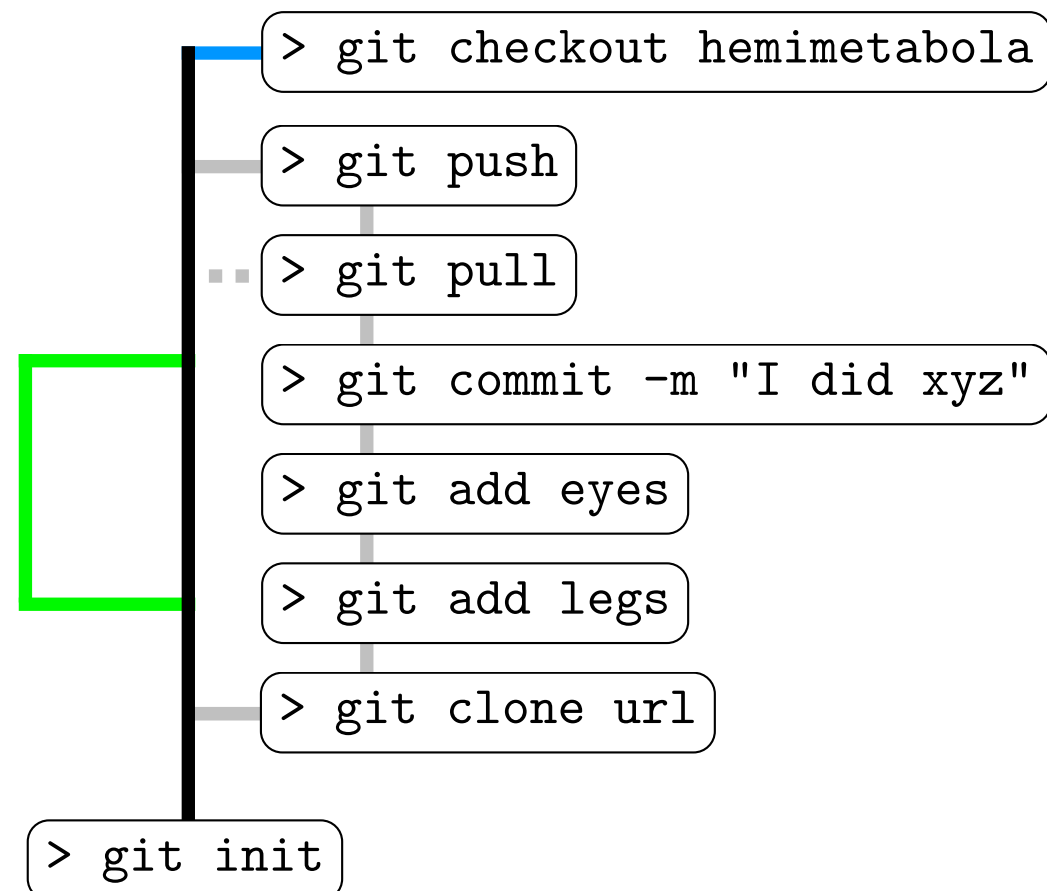 > git checkout hemimetabola
> git push
> git pull
> git commit -m "I did xyz"
> git add eyes
> git add legs
> git clone url
> git init